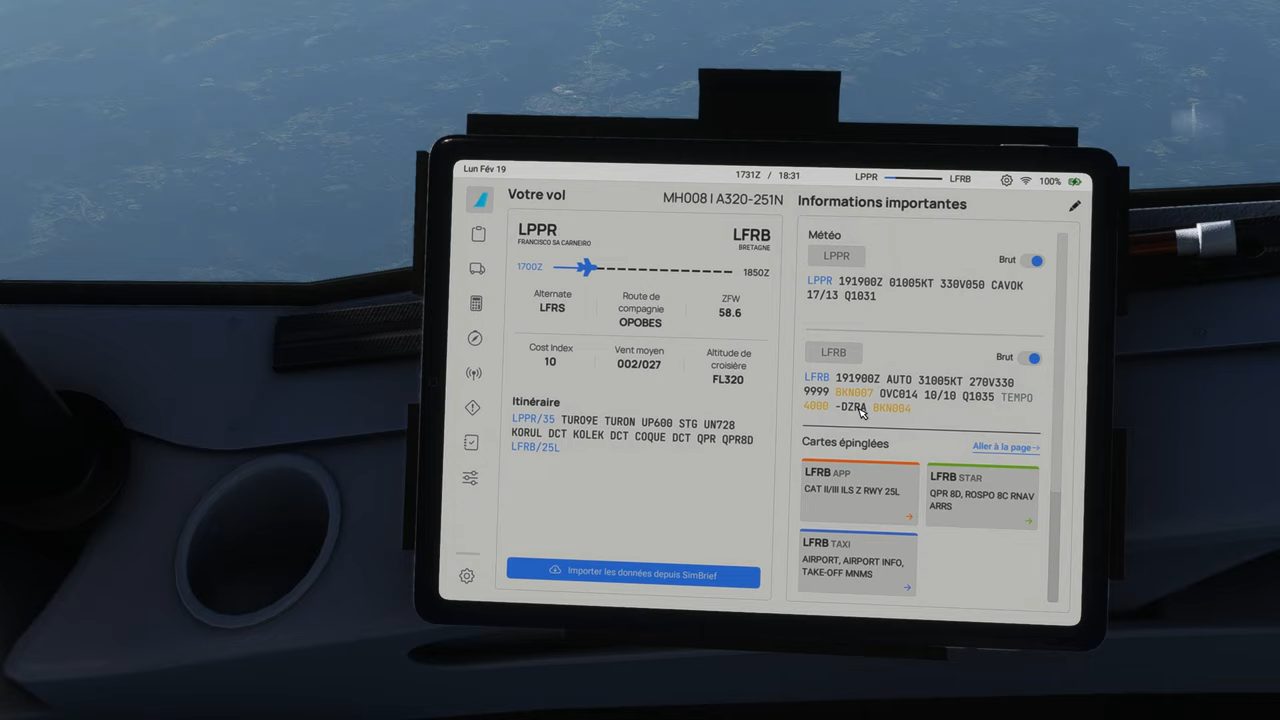 Lun Fév 19
1731Z / 18:31
LPPR
LFRB
100%
Votre vol
MH008 | A320-251N
LPPR
FRANCISCO SA CARNEIRO
LFRB
BRETAGNE
1700Z
1850Z
Alternate
LFRS
Route de
compagnie
OPOBES
ZFW
58.6
Cost Index
10
Vent moyen
002/027
Altitude de
croisière
FL320
Itinéraire
LPPR/35 TURO9E TURON UP600 STG UN728
KORUL DCT KOLEK DCT COQUE DCT QPR QPR8D
LFRB/25L
Importer les données depuis SimBrief
Informations importantes
Météo
LPPR
Brut
LPPR 191900Z 01005KT 330V050 CAVOK
17/13 Q1031
LFRB
Brut
LFRB 191900Z AUTO 31005KT 270V330
9999 BKN007 OVC014 10/10 Q1035 TEMPO
4000 -DZRA BKN004
Cartes épinglées
Aller à la page→
LFRB APP
CAT II/III ILS Z RWY 25L
LFRB STAR
QPR 8D, ROSPO 8C RNAV
ARRS
LFRB TAXI
AIRPORT, AIRPORT INFO,
TAKE-OFF MNMS